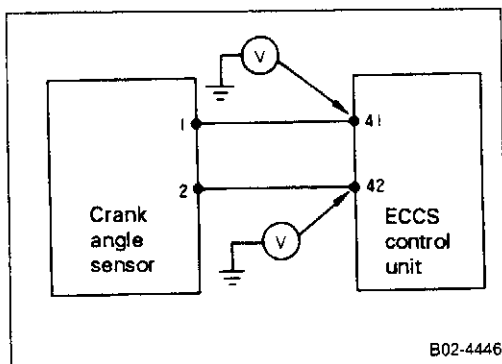 V
1
41
2
42
Crank
angle
sensor
V
ECCS
control
unit
B02-4446